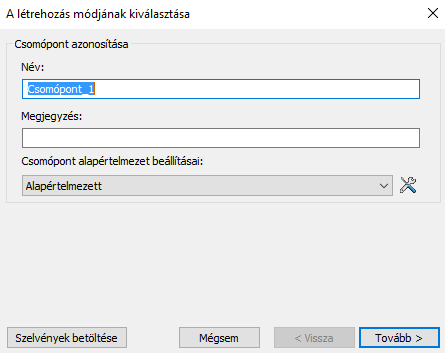 A létrehozás módjának kiválasztása
Csomópont azonosítása
Név:
Csomópont_1
Megjegyzés:
Csomópont alapértelmezet beállításai:
Alapértelmezett
Szelvények betöltése
Mégsem
< Vissza
Tovább >